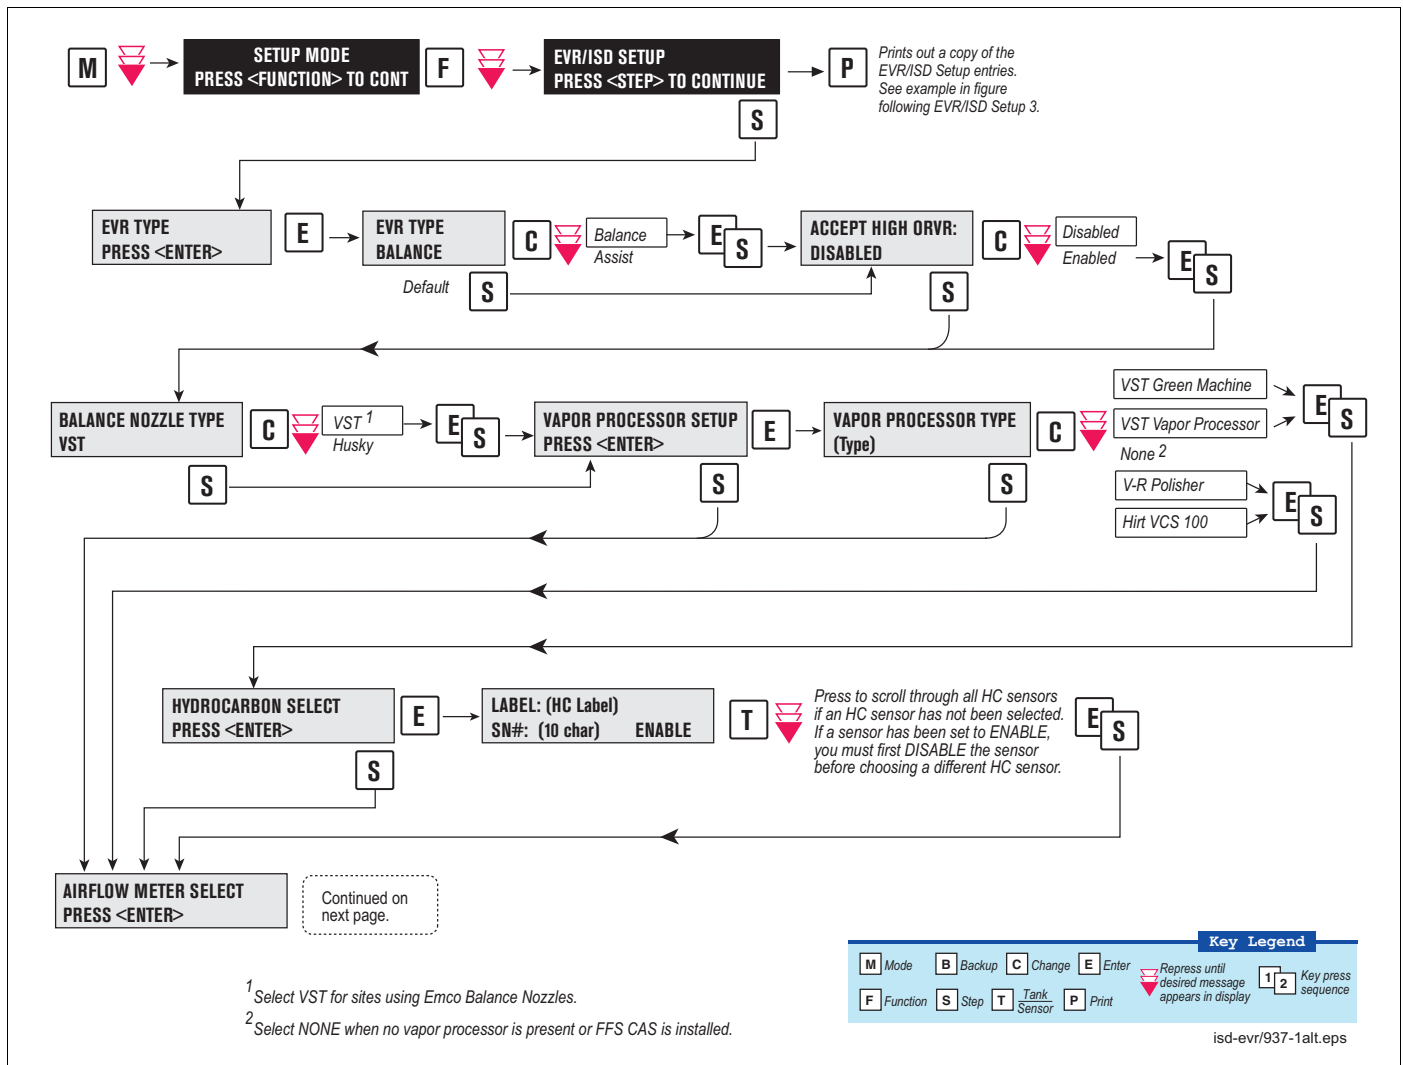 M
SETUP MODE
PRESS <FUNCTION> TO CONT
F
EVR/ISD SETUP
PRESS <STEP> TO CONTINUE
P
Prints out a copy of the
EVR/ISD Setup entries.
See example in figure
following EVR/ISD Setup 3.
S
EVR TYPE
PRESS <ENTER>
E
EVR TYPE
BALANCE
C
Balance
Assist
E
S
ACCEPT HIGH ORVR:
DISABLED
C
Disabled
Enabled
E
S
Default
S
S
BALANCE NOZZLE TYPE
VST
C
VST 1
Husky
E
S
VAPOR PROCESSOR SETUP
PRESS <ENTER>
E
VAPOR PROCESSOR TYPE
(Type)
C
VST Green Machine
VST Vapor Processor
None 2
V-R Polisher
Hirt VCS 100
E
S
E
S
S
S
S
HYDROCARBON SELECT
PRESS <ENTER>
E
LABEL: (HC Label)
SN#: (10 char) ENABLE
T
Press to scroll through all HC sensors
if an HC sensor has not been selected.
If a sensor has been set to ENABLE,
you must first DISABLE the sensor
before choosing a different HC sensor.
E
S
S
AIRFLOW METER SELECT
PRESS <ENTER>
Continued on
next page.
1 Select VST for sites using Emco Balance Nozzles.
2 Select NONE when no vapor processor is present or FFS CAS is installed.
Key Legend
M Mode B Backup C Change E Enter
F Function S Step T Tank Sensor P Print
Repress until
desired message
appears in display
1 2 Key press
sequence
isd-evr/937-1alt.eps